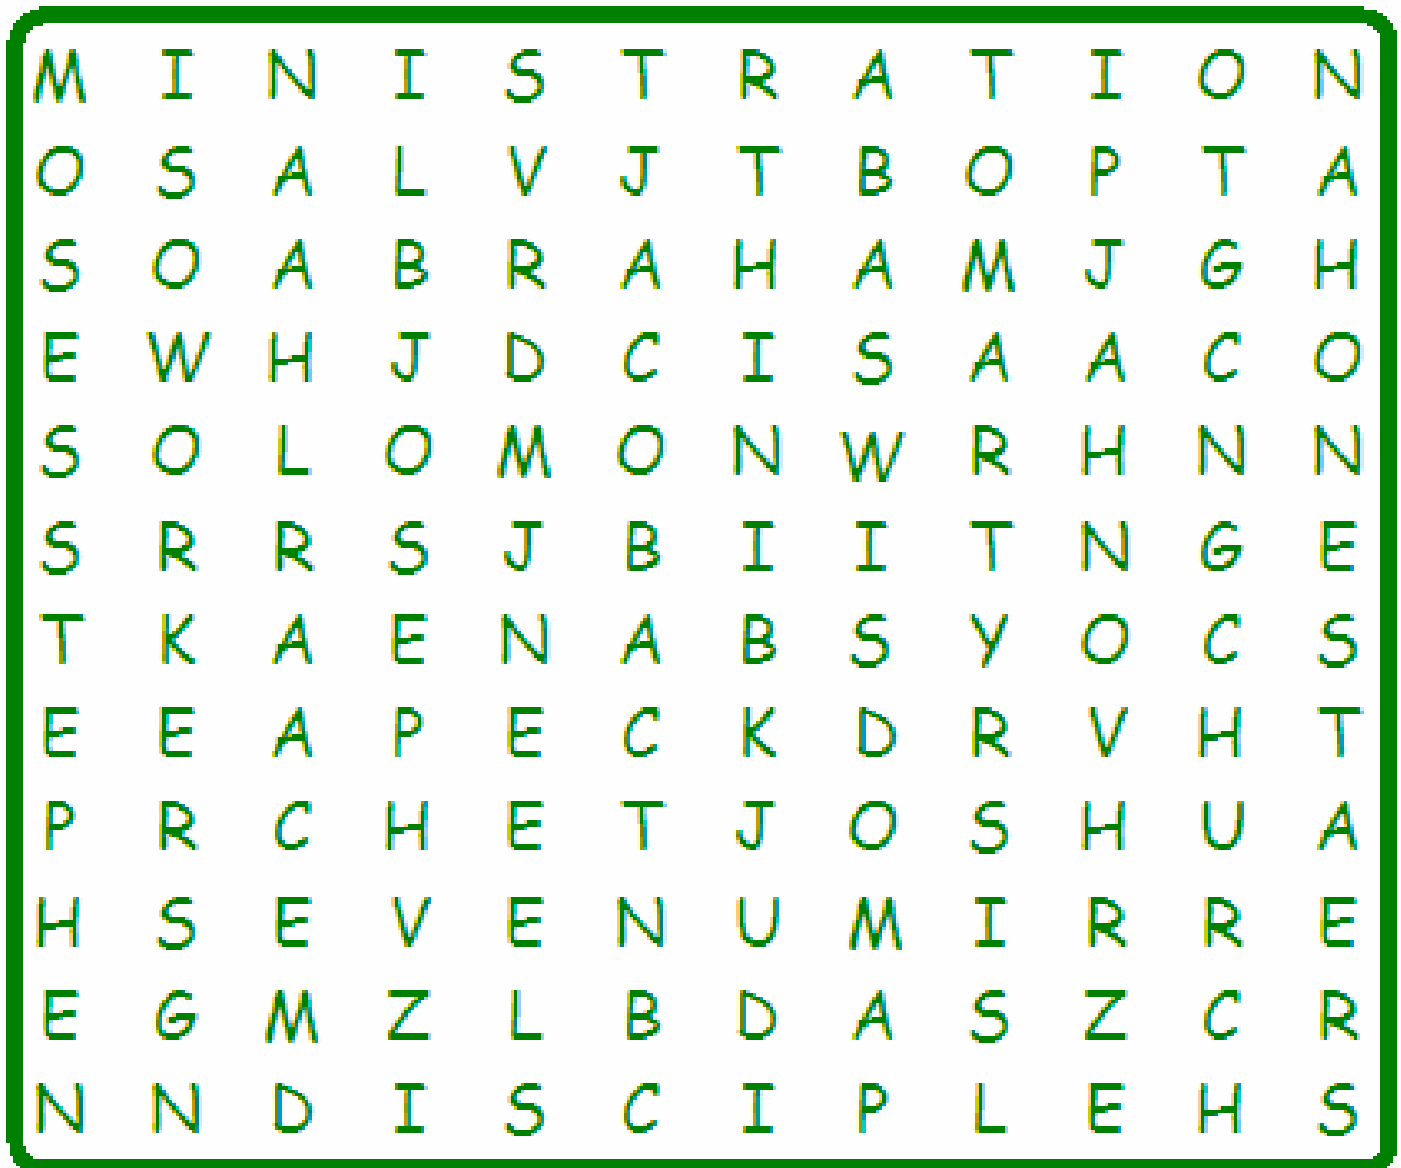 M I N I S T R A T I O N
O S A L V J T B O P T A
S O A B R A H A M J G H
E W H J D C I S A A C O
S O L O M O N W R H N N
S R R S J B I I T N G E
T K A E N A B S Y O C S
E E A P E C K D R V H T
P R C H E T J O S H U A
H S E V E N U M I R R E
E G M Z L B D A S Z C R
N N D I S C I P L E H S